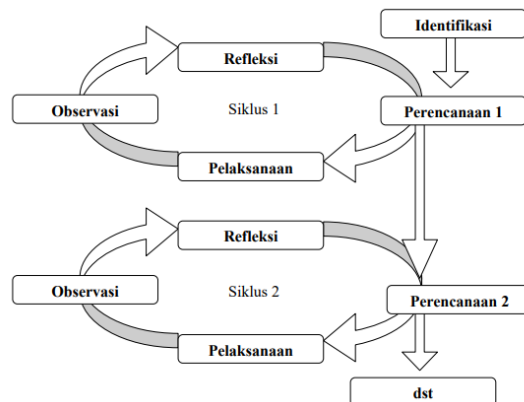 Identifikasi
Refleksi
Observasi
Siklus 1
Perencanaan 1
Pelaksanaan
Refleksi
Observasi
Siklus 2
Perencanaan 2
Pelaksanaan
dst